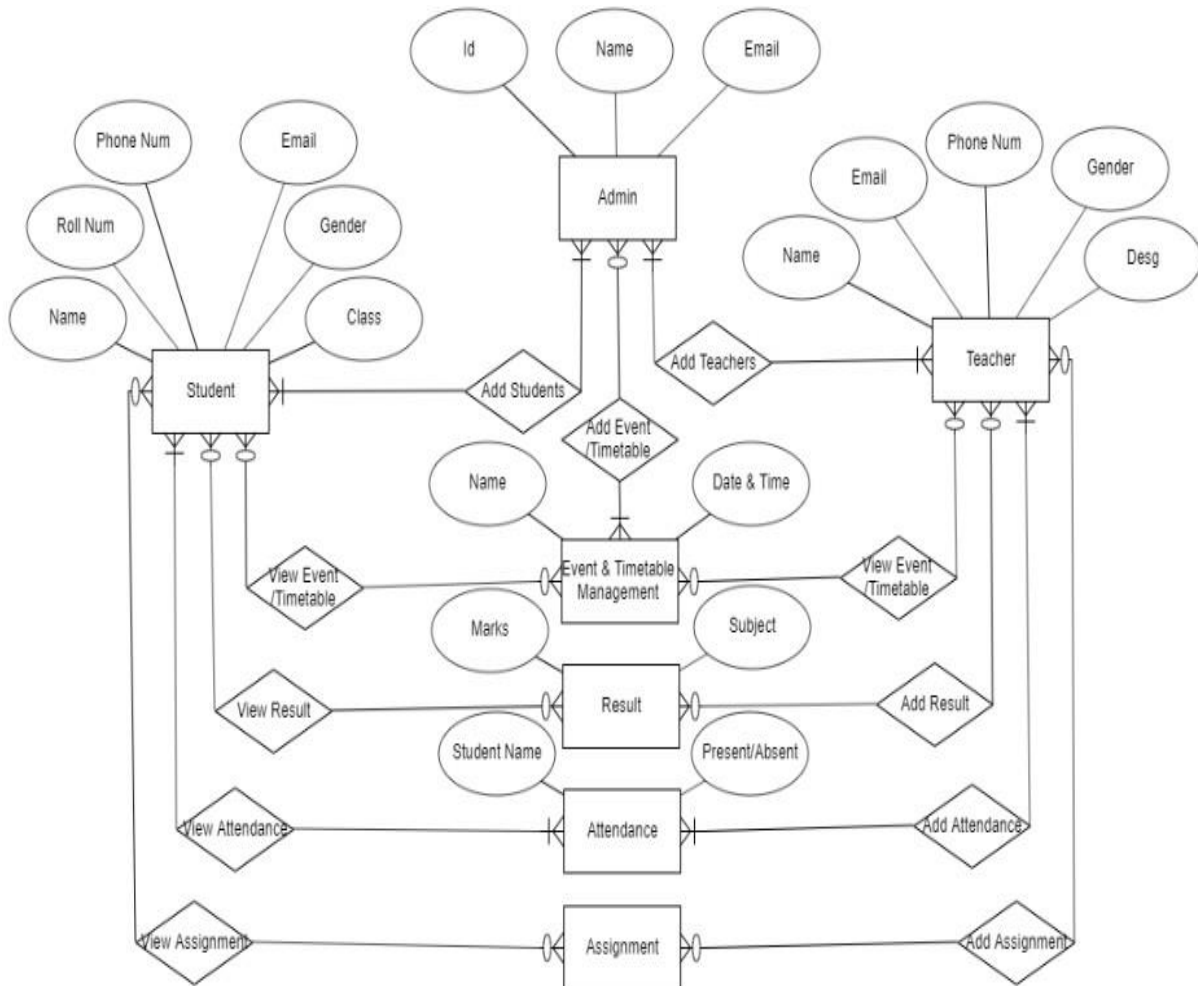 Id
Name
Email
Phone Num
Email
Phone Num
Email
Gender
Admin
Roll Num
Gender
Name
Desg
Name
Class
Student
Add Students
Add Teachers
Teacher
Add Event
/Timetable
Name
Date & Time
View Event
/Timetable
Event & Timetable
Management
View Event
/Timetable
Marks
Subject
View Result
Result
Add Result
Student Name
Present/Absent
View Attendance
Attendance
Add Attendance
View Assignment
Assignment
Add Assignment